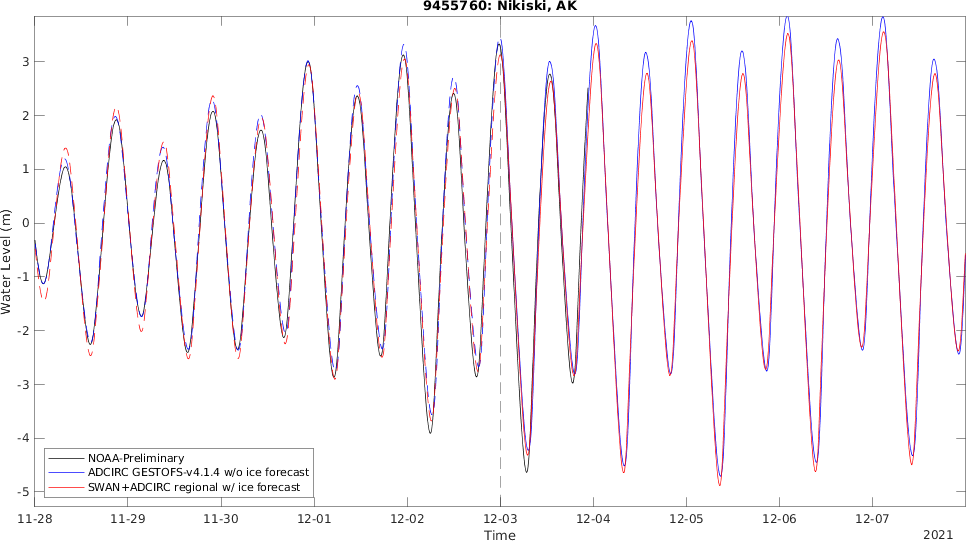 9455760: Nikiski, AK
Water Level (m)
3
2
1
0
-1
-2
-3
-4
-5
NOAA-Preliminary
ADCIRC GESTOFS-v4.1.4 w/o ice forecast
SWAN+ADCIRC regional w/ ice forecast
11-28 11-29 11-30 12-01 12-02 12-03 12-04 12-05 12-06 12-07
Time
2021